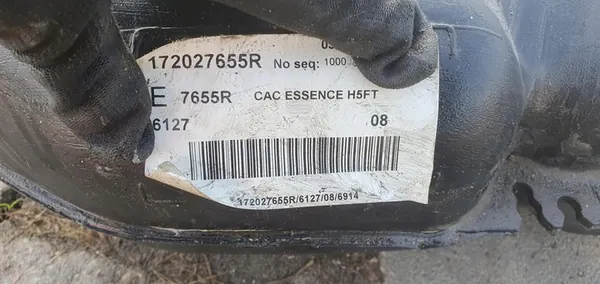 172027655R No seq: 1000
E 7655R CAC ESSENCE H5FT
6127 08
172027655R/6127/08/6914